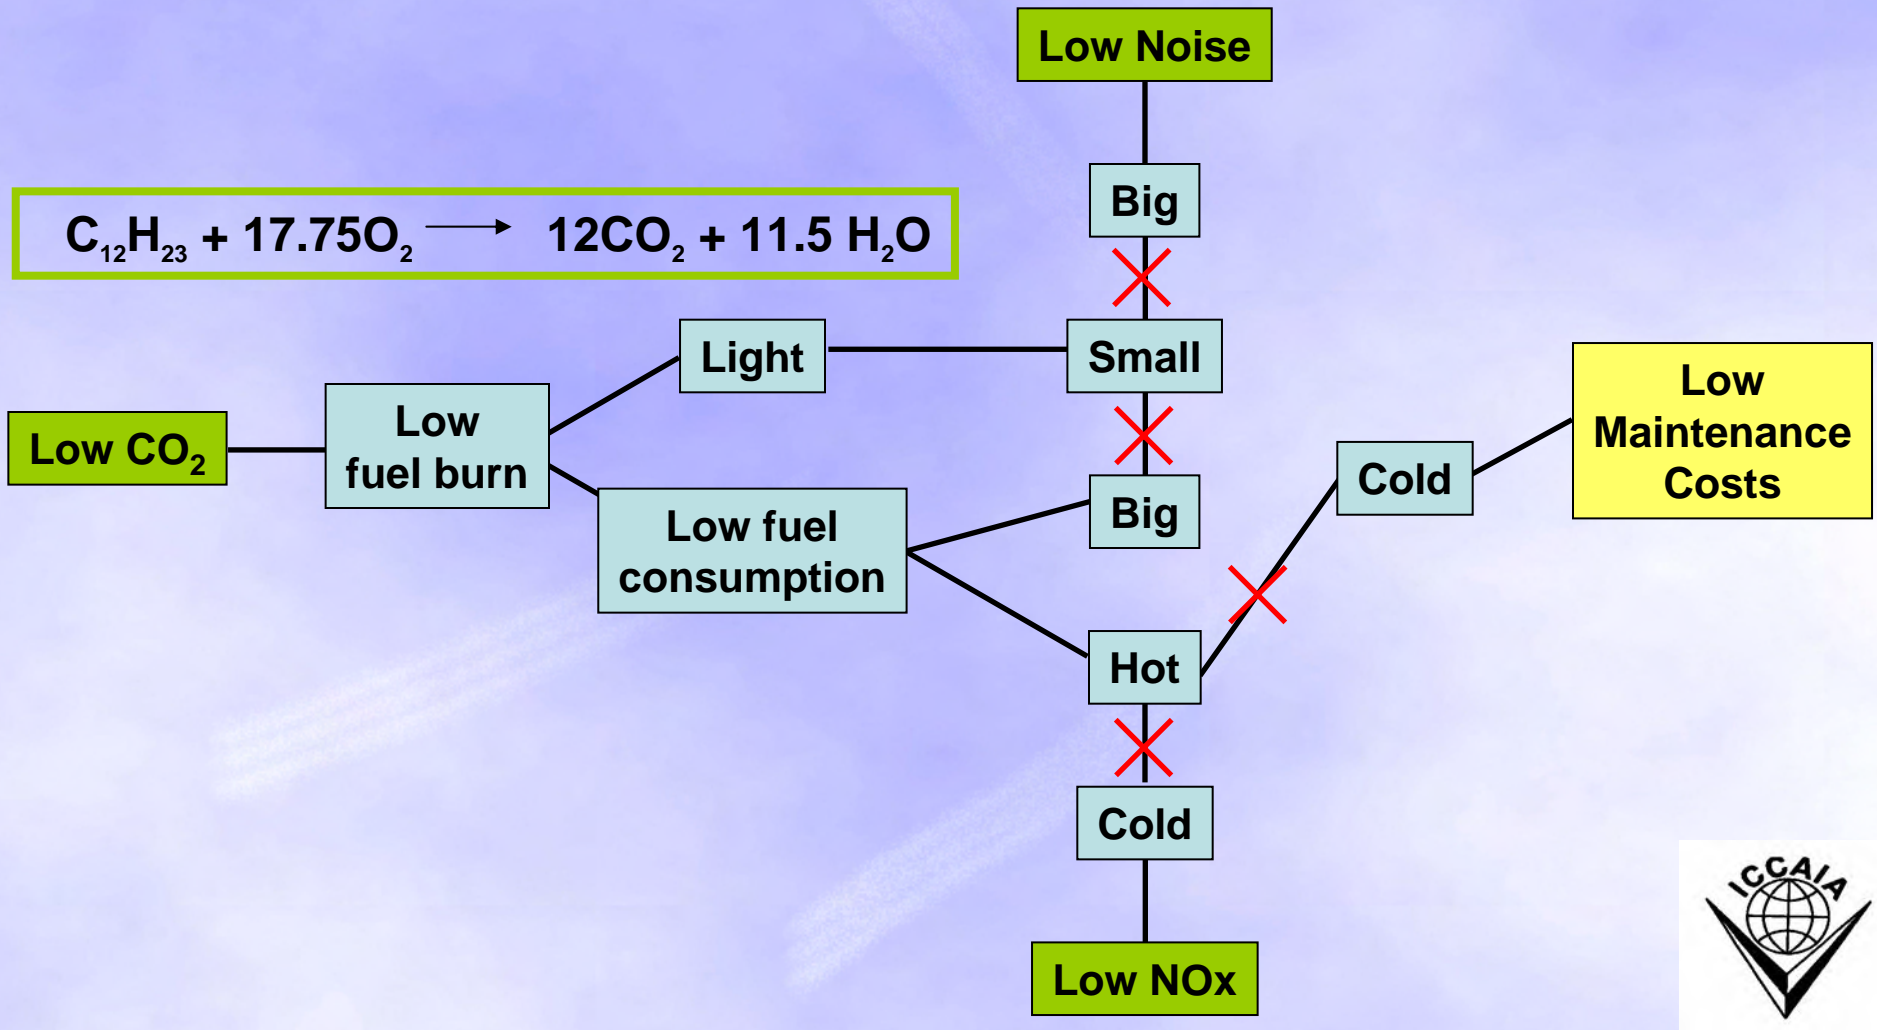 Low Noise
Big
C₁₂H₂₃ + 17.75O₂ → 12CO₂ + 11.5 H₂O
Light
Small
Low
Maintenance
Costs
Low CO₂
Low
fuel burn
Cold
Big
Low fuel
consumption
Hot
Cold
Low NOx
ICCAIA